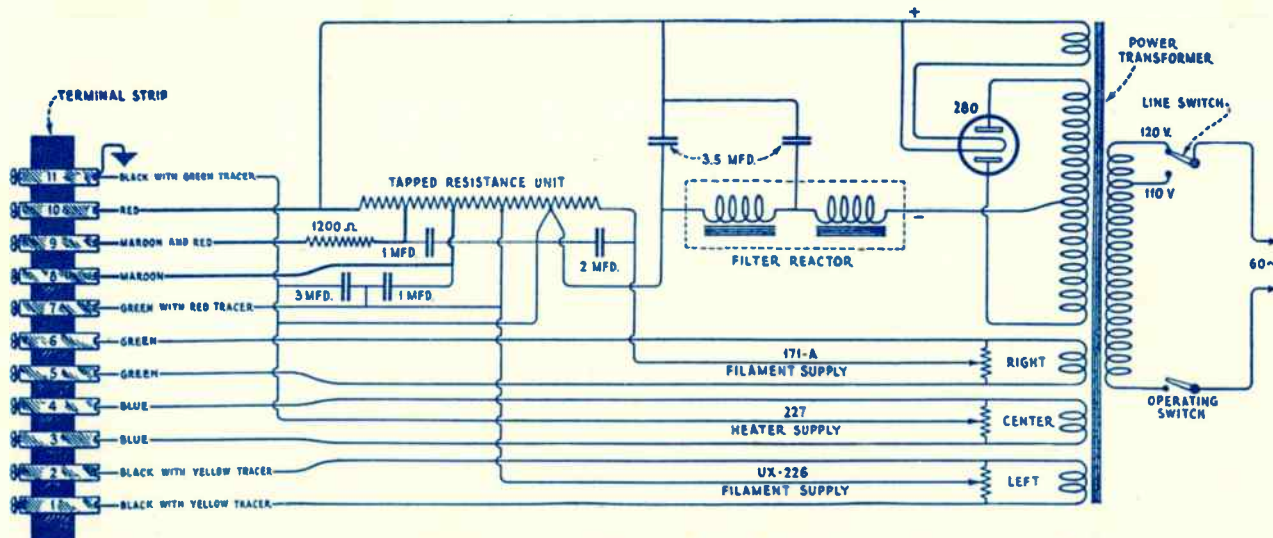 TERMINAL STRIP
11 BLACK WITH GREEN TRACER
10 RED
9 MAROON AND RED
8 MAROON
7 GREEN WITH RED TRACER
6 GREEN
5 GREEN
4 BLUE
3 BLUE
2 BLACK WITH YELLOW TRACER
1 BLACK WITH YELLOW TRACER
TAPPED RESISTANCE UNIT
1200 Ω
1 MFD.
2 MFD.
3 MFD.
1 MFD.
3.5 MFD.
FILTER REACTOR
+
-
280
POWER
TRANSFORMER
LINE SWITCH
120 V.
110 V
60~
OPERATING
SWITCH
171-A
FILAMENT SUPPLY
RIGHT
227
HEATER SUPPLY
CENTER
UX-226
FILAMENT SUPPLY
LEFT